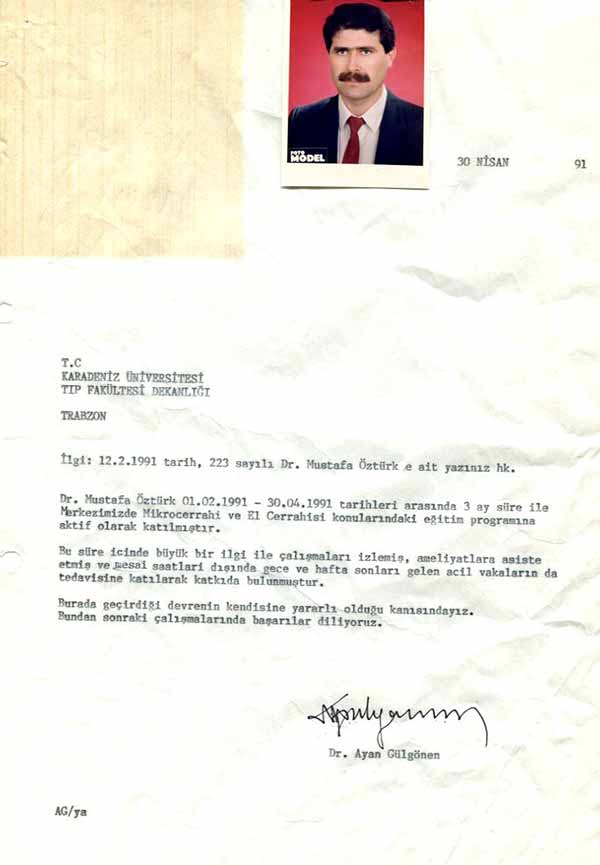 FOTO
MODEL
30 NİSAN 91
T.C
KARADENİZ ÜNİVERSİTESİ
TIP FAKÜLTESİ DEKANLIĞI
TRABZON
İlgi: 12.2.1991 tarih, 223 sayılı Dr. Mustafa Öztürk e ait yazınız hk.
Dr. Mustafa Öztürk 01.02.1991 - 30.04.1991 tarihleri arasında 3 ay süre ile
Merkezimizde Mikrocerrahi ve El Cerrahisi konularındaki eğitim programına
aktif olarak katılmıştır.
Bu süre icinde büyük bir ilgi ile çalışmaları izlemiş, ameliyatlara asiste
etmiş ve mesai saatleri dışında gece ve hafta sonları gelen acil vakaların da
tedavisine katılarak katkıda bulunmuştur.
Burada geçirdiği devrenin kendisine yararlı olduğu kanısındayız.
Bundan sonraki çalışmalarında başarılar diliyoruz.
Dr. Ayan Gülgönen
AG/ya